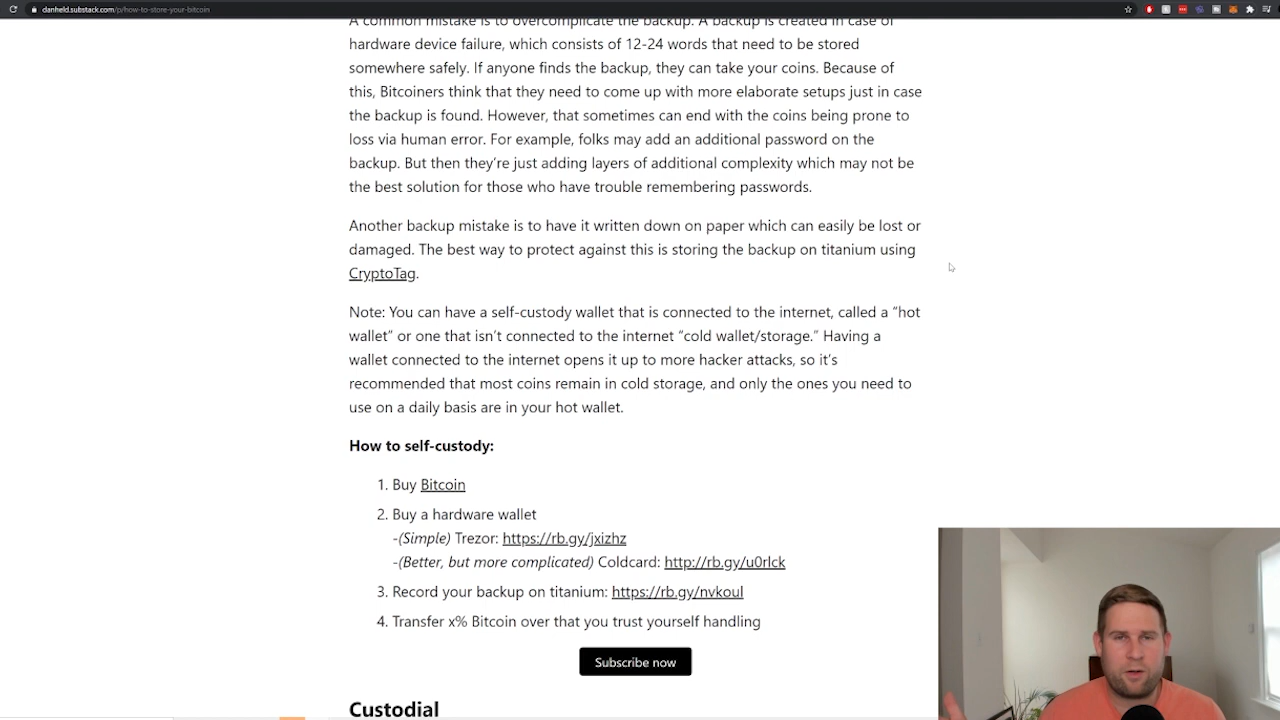 danheld.substack.com/p/how-to-store-your-bitcoin
A common mistake is to overcomplicate the backup. A backup is created in case of
hardware device failure, which consists of 12-24 words that need to be stored
somewhere safely. If anyone finds the backup, they can take your coins. Because of
this, Bitcoiners think that they need to come up with more elaborate setups just in case
the backup is found. However, that sometimes can end with the coins being prone to
loss via human error. For example, folks may add an additional password on the
backup. But then they’re just adding layers of additional complexity which may not be
the best solution for those who have trouble remembering passwords.
Another backup mistake is to have it written down on paper which can easily be lost or
damaged. The best way to protect against this is storing the backup on titanium using
CryptoTag.
Note: You can have a self-custody wallet that is connected to the internet, called a “hot
wallet” or one that isn’t connected to the internet “cold wallet/storage.” Having a
wallet connected to the internet opens it up to more hacker attacks, so it’s
recommended that most coins remain in cold storage, and only the ones you need to
use on a daily basis are in your hot wallet.
How to self-custody:
1. Buy Bitcoin
2. Buy a hardware wallet
-(Simple) Trezor: https://rb.gy/jxizhz
-(Better, but more complicated) Coldcard: http://rb.gy/u0rlck
3. Record your backup on titanium: https://rb.gy/nvkoul
4. Transfer x% Bitcoin over that you trust yourself handling
Subscribe now
Custodial